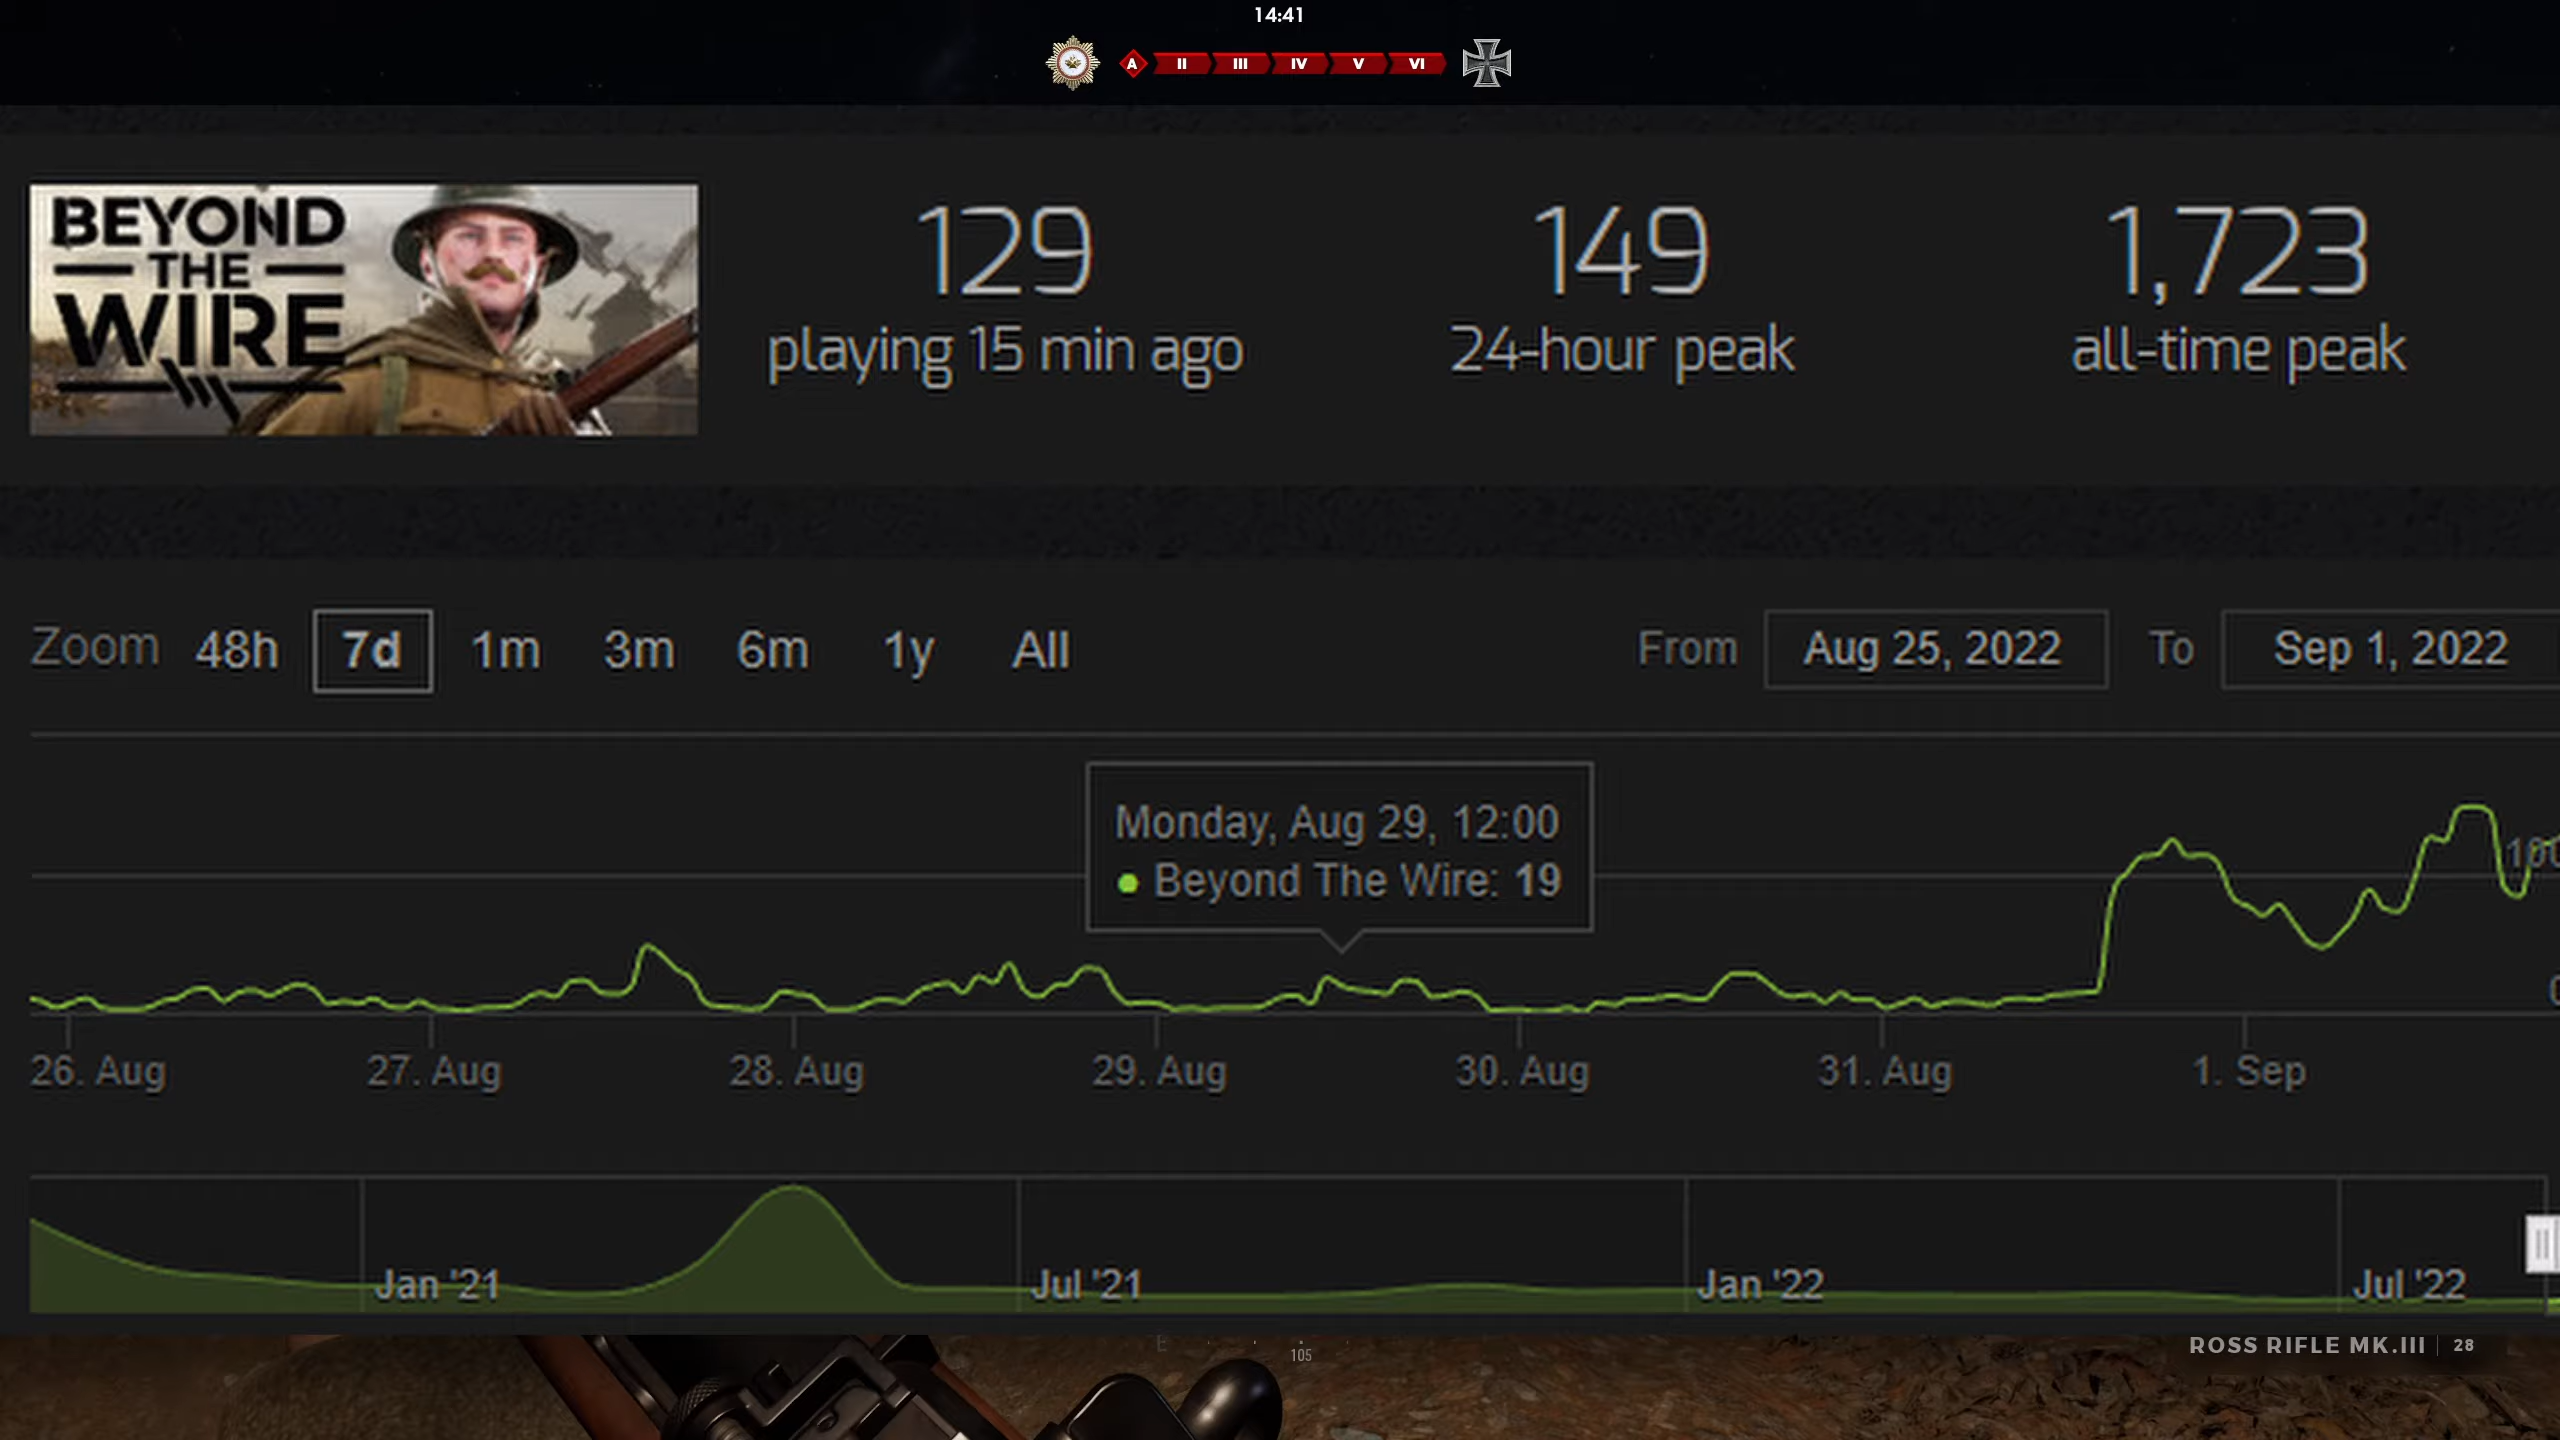 14:41
A II III IV V VI
BEYOND
THE
WIRE
129 149 1,723
playing 15 min ago 24-hour peak all-time peak
Zoom 48h 7d 1m 3m 6m 1y All From Aug 25, 2022 To Sep 1, 2022
Monday, Aug 29, 12:00
Beyond The Wire: 19
100
0
26. Aug 27. Aug 28. Aug 29. Aug 30. Aug 31. Aug 1. Sep
Jan '21 Jul '21 Jan '22 Jul '22
E
105
ROSS RIFLE MK.III 28